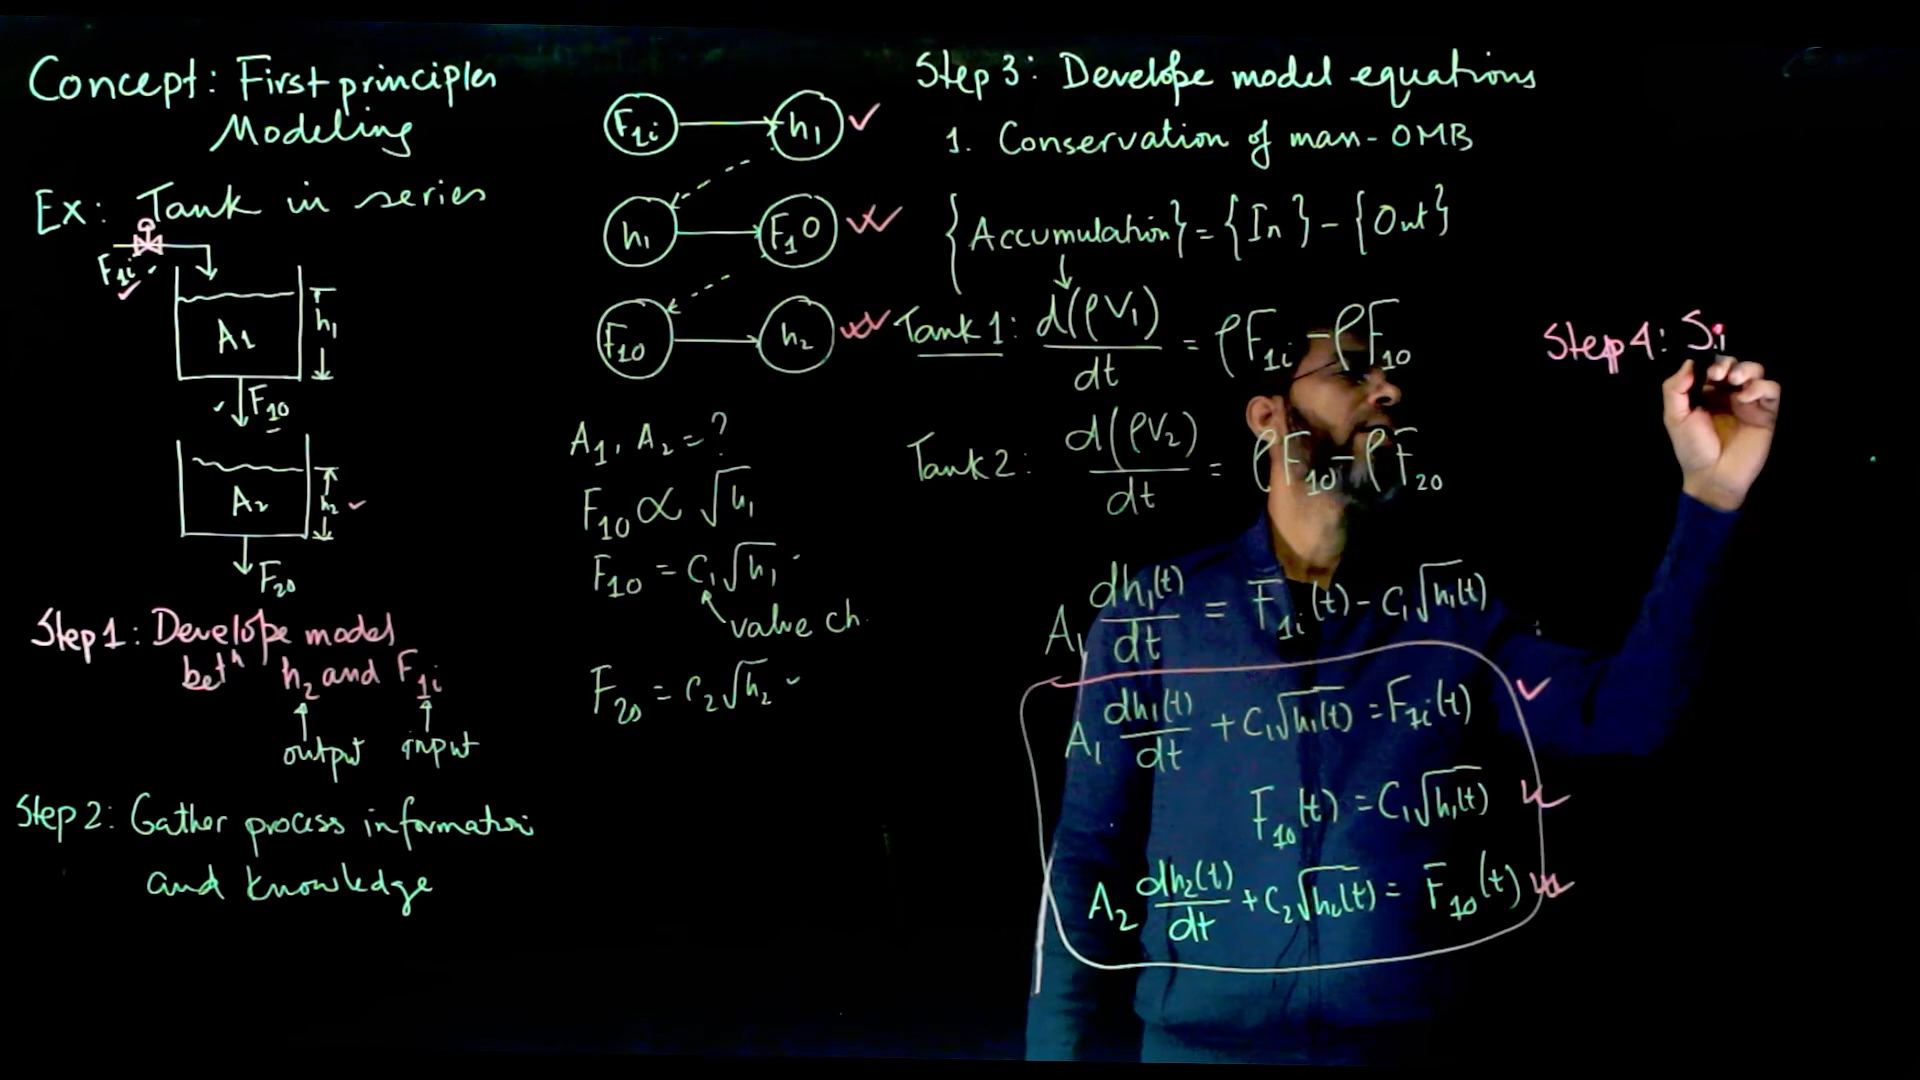 Concept: First principles
Modeling
Ex: Tank in series
F1i
A1
h1
F10
A2
h2
F20
Step 1: Develope model
betn h2 and F1i
output input
Step 2: Gather process information
and knowledge
F1i → h1
h1 → F10
F10 → h2
A1, A2 = ?
F10 ∝ √h1
F10 = C1√h1
valve ch.
F20 = C2√h2
Step 3: Develope model equations
1. Conservation of mass - OMB
{Accumulation} = {In} - {Out}
Tank 1: d(ρV1)/dt = ρF1i - ρF10
Tank 2: d(ρV2)/dt = ρF10 - ρF20
A1 dh1(t)/dt = F1i(t) - C1√h1(t)
A1 dh1(t)/dt + C1√h1(t) = F1i(t)
F10(t) = C1√h1(t)
A2 dh2(t)/dt + C2√h2(t) = F10(t)
Step 4: Si